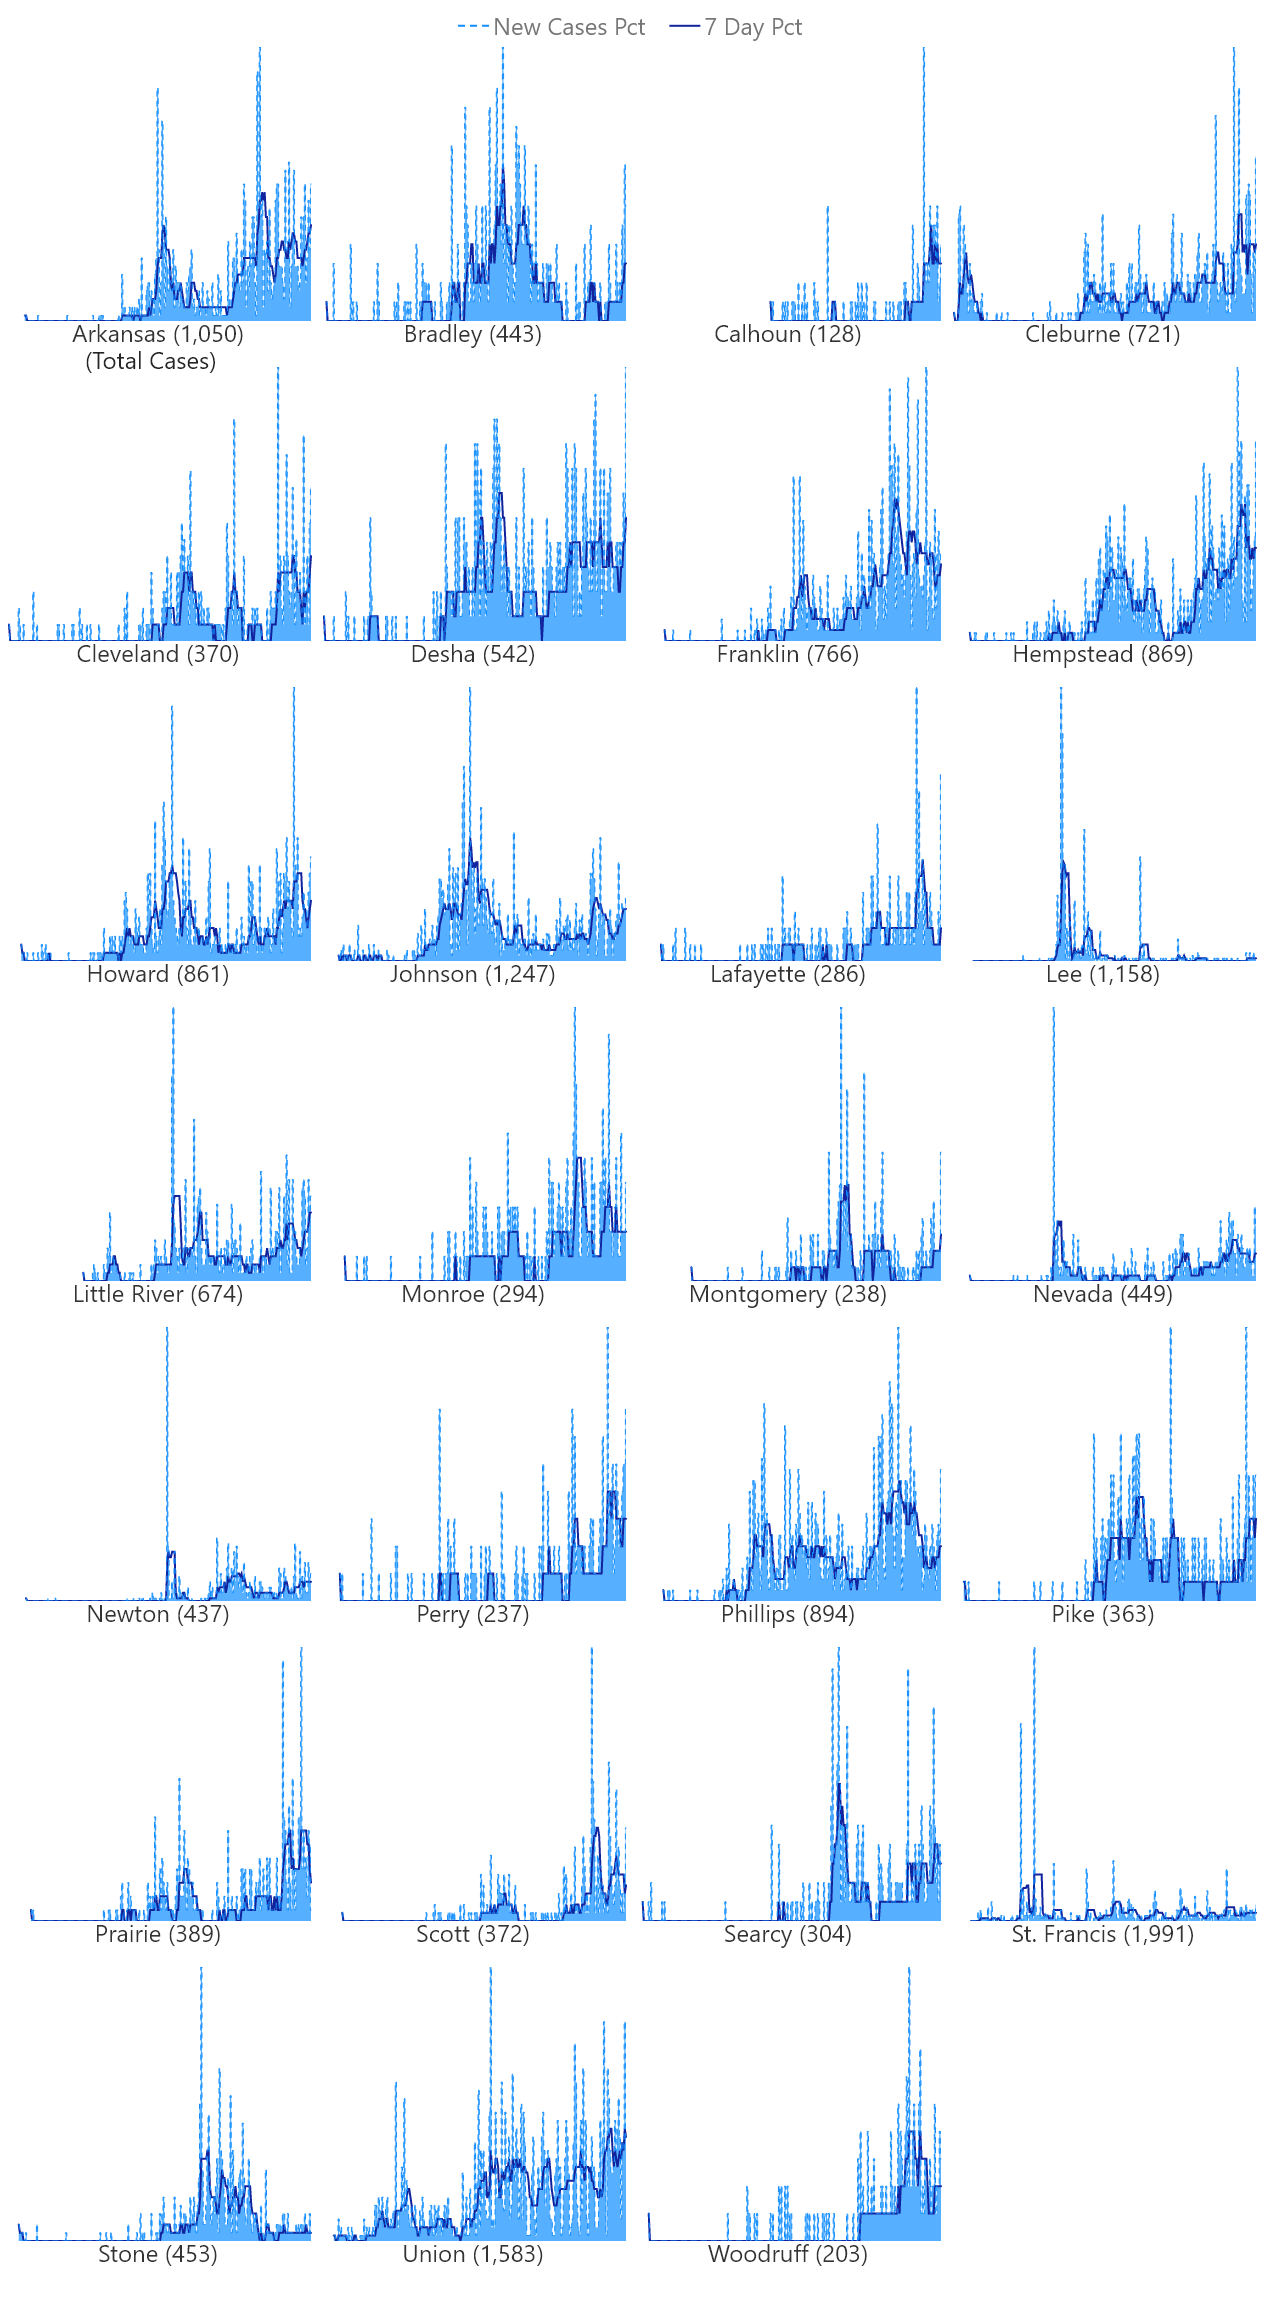 New Cases Pct 7 Day Pct
Arkansas (1,050) Bradley (443) Calhoun (128) Cleburne (721)
(Total Cases)
Cleveland (370) Desha (542) Franklin (766) Hempstead (869)
Howard (861) Johnson (1,247) Lafayette (286) Lee (1,158)
Little River (674) Monroe (294) Montgomery (238) Nevada (449)
Newton (437) Perry (237) Phillips (894) Pike (363)
Prairie (389) Scott (372) Searcy (304) St. Francis (1,991)
Stone (453) Union (1,583) Woodruff (203)